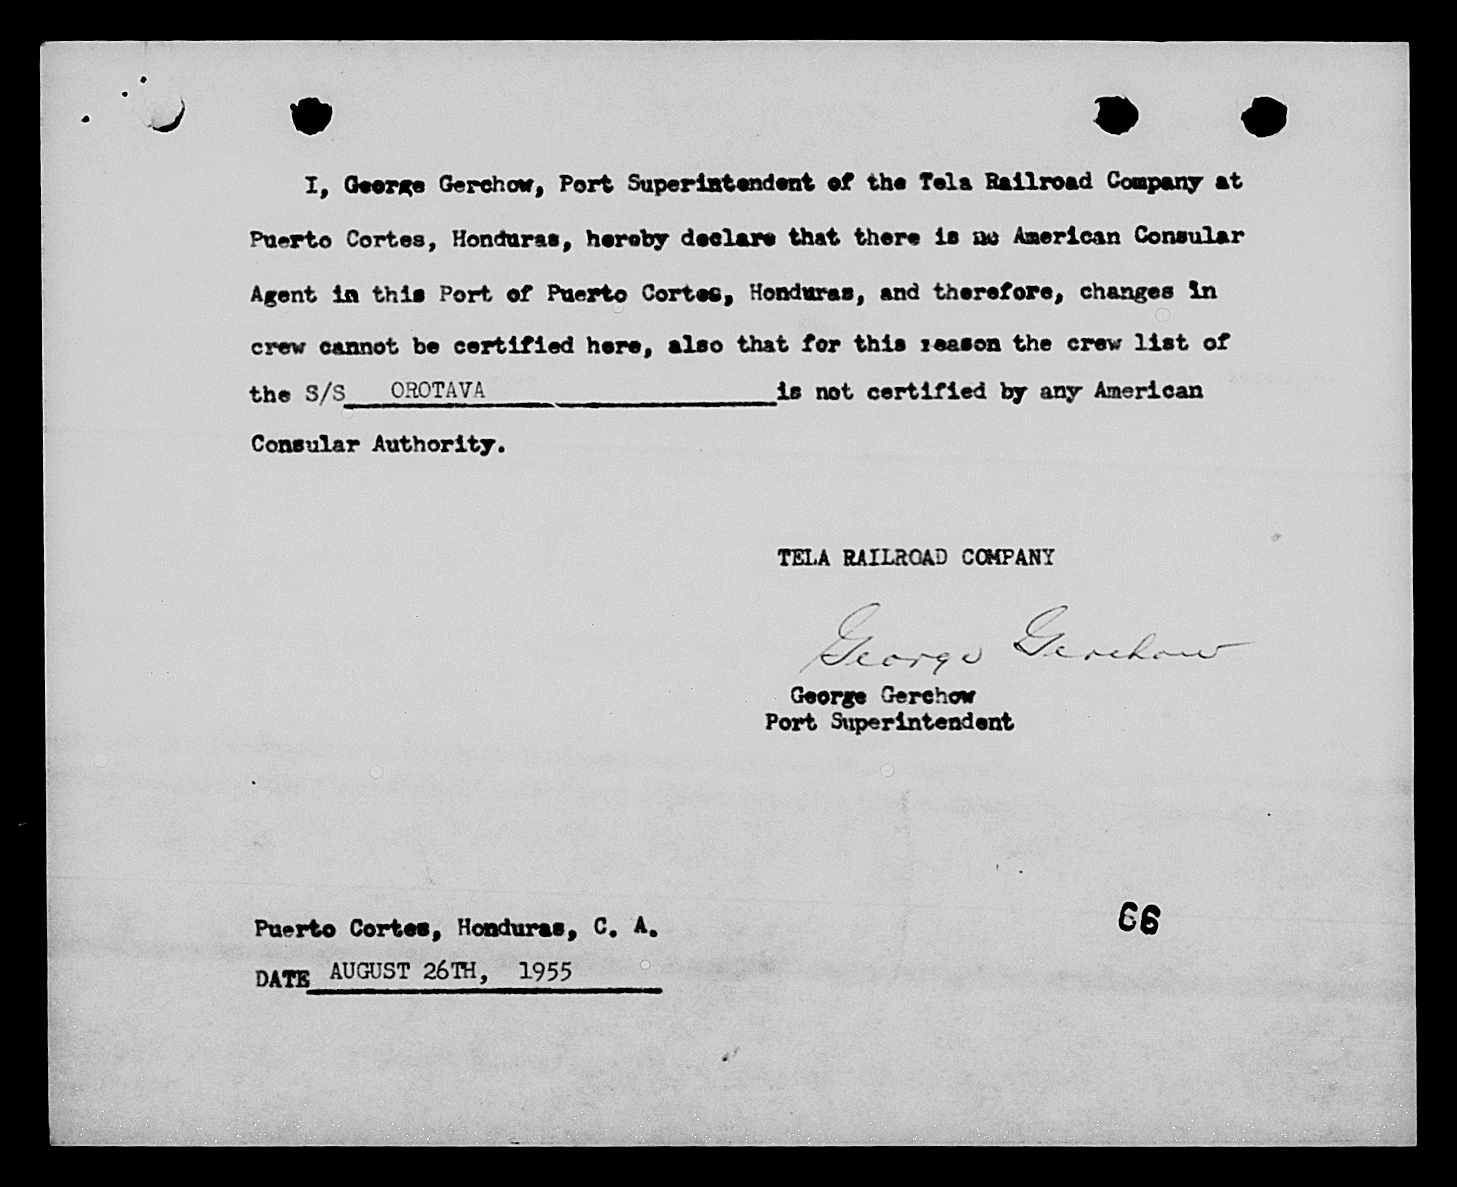 I, George Gerchow, Port Superintendent of the Tela Railroad Company at
Puerto Cortes, Honduras, hereby declare that there is no American Consular
Agent in this Port of Puerto Cortes, Honduras, and therefore, changes in
crew cannot be certified here, also that for this reason the crew list of
the S/S OROTAVA is not certified by any American
Consular Authority.
TELA RAILROAD COMPANY
George Gerchow
George Gerchow
Port Superintendent
Puerto Cortes, Honduras, C. A.
66
DATE AUGUST 26TH, 1955